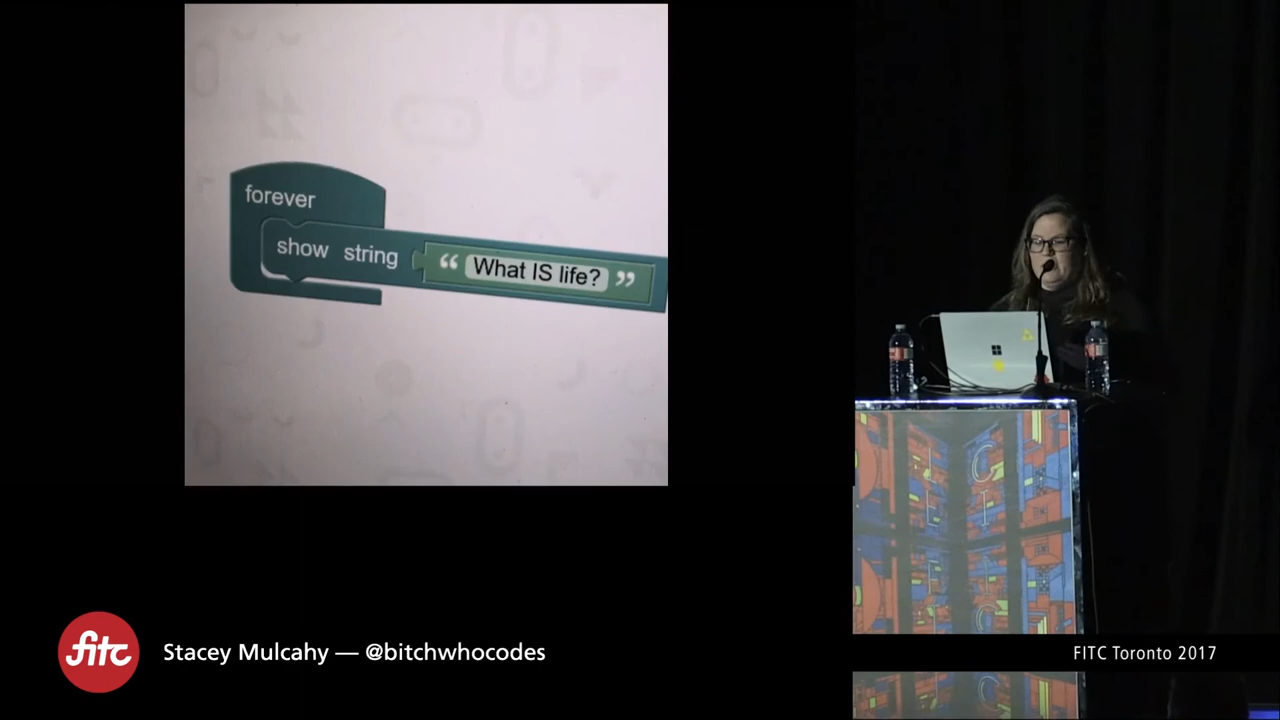 forever
show string “ What IS life? ”
fitc
Stacey Mulcahy — @bitchwhocodes
FITC Toronto 2017